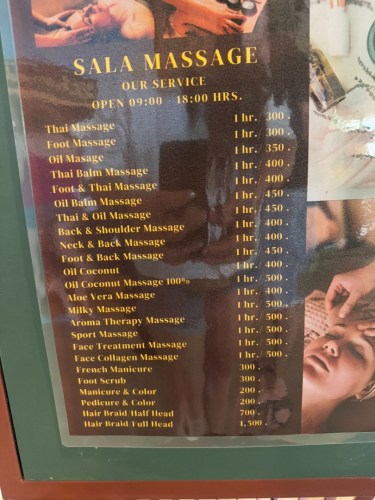 SALA MASSAGE
OUR SERVICE
OPEN 09:00 - 18:00 HRS.
Thai Massage 1 hr. 300 .
Foot Massage 1 hr. 300 .
Oil Masage 1 hr. 350 .
Thai Balm Massage 1 hr. 400 .
Foot & Thai Massage 1 hr. 400 .
Oil Balm Massage 1 hr. 450 .
Thai & Oil Massage 1 hr. 450 .
Back & Shoulder Massage 1 hr. 400 .
Neck & Back Massage 1 hr. 400 .
Foot & Back Massage 1 hr. 450 .
Oil Coconut 1 hr. 400 .
Oil Coconut Massage 100% 1 hr. 500 .
Aloe Vera Massage 1 hr. 400 .
Milky Massage 1 hr. 500 .
Aroma Therapy Massage 1 hr. 500 .
Sport Massage 1 hr. 500 .
Face Treatment Massage 1 hr. 500 .
Face Collagen Massage 1 hr. 500 .
French Manicure 300 .
Foot Scrub 300 .
Manicure & Color 200 .
Pedicure & Color 200 .
Hair Braid/Half Head 700 .
Hair Braid/Full Head 1,500 .